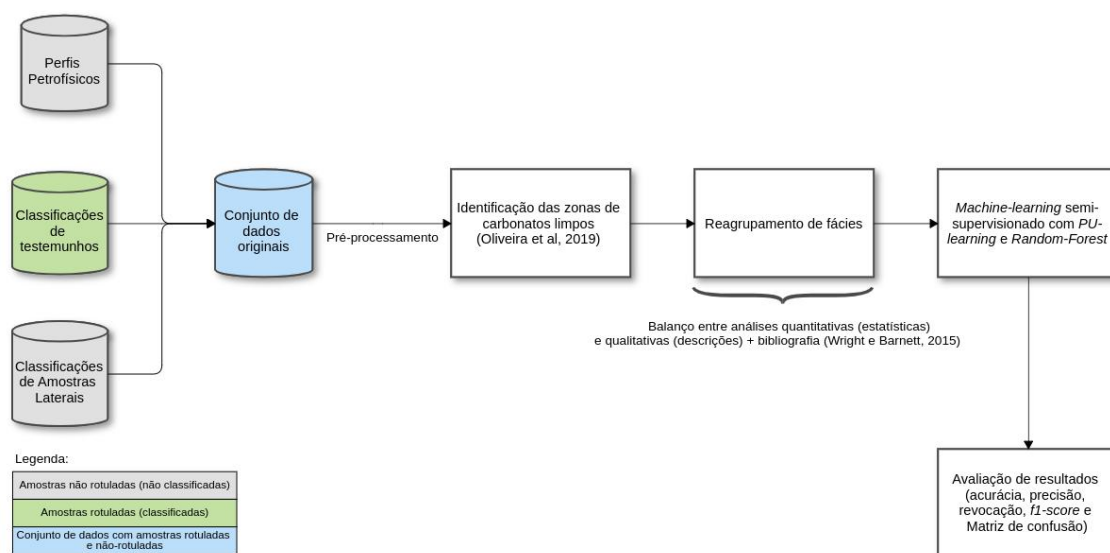 Perfis
Petrofísicos
Classificações
de
testemunhos
Classificações
de Amostras
Laterais
Conjunto de
dados
originais
Pré-processamento
Identificação das zonas de
carbonatos limpos
(Oliveira et al, 2019)
Reagrupamento de fácies
Balanço entre análises quantitativas (estatísticas)
e qualitativas (descrições) + bibliografia (Wright e Barnett, 2015)
Machine-learning semi-
supervisionado com PU-
learning e Random-Forest
Avaliação de resultados
(acurácia, precisão,
revocação, f1-score e
Matriz de confusão)
Legenda:
Amostras não rotuladas (não classificadas)
Amostras rotuladas (classificadas)
Conjunto de dados com amostras rotuladas
e não-rotuladas